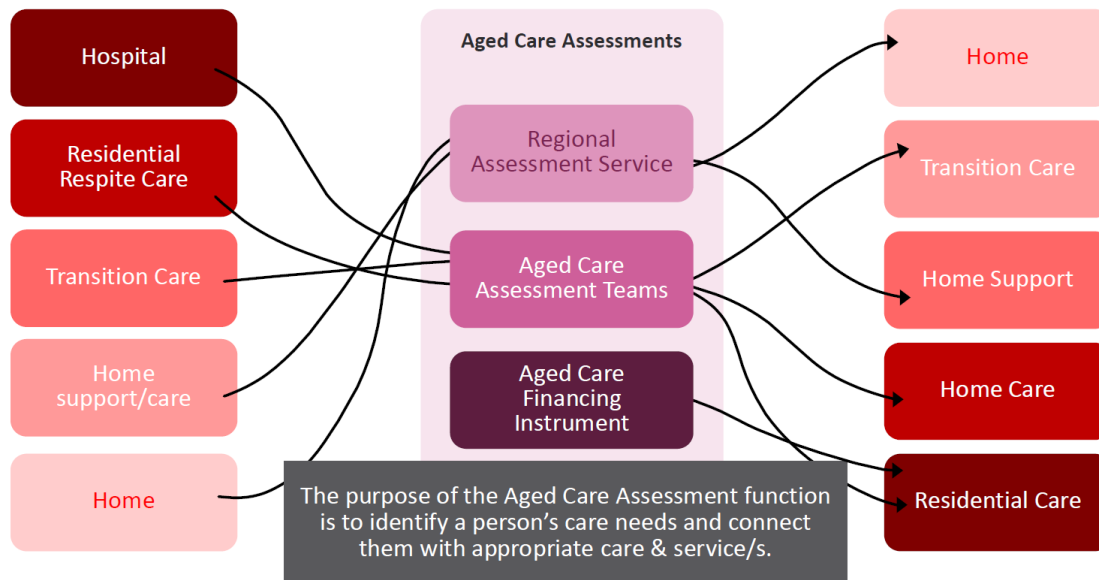 Hospital
Residential
Respite Care
Transition Care
Home
support/care
Home
Aged Care Assessments
Regional
Assessment Service
Aged Care
Assessment Teams
Aged Care
Financing
Instrument
The purpose of the Aged Care Assessment function
is to identify a person’s care needs and connect
them with appropriate care & service/s.
Home
Transition Care
Home Support
Home Care
Residential Care